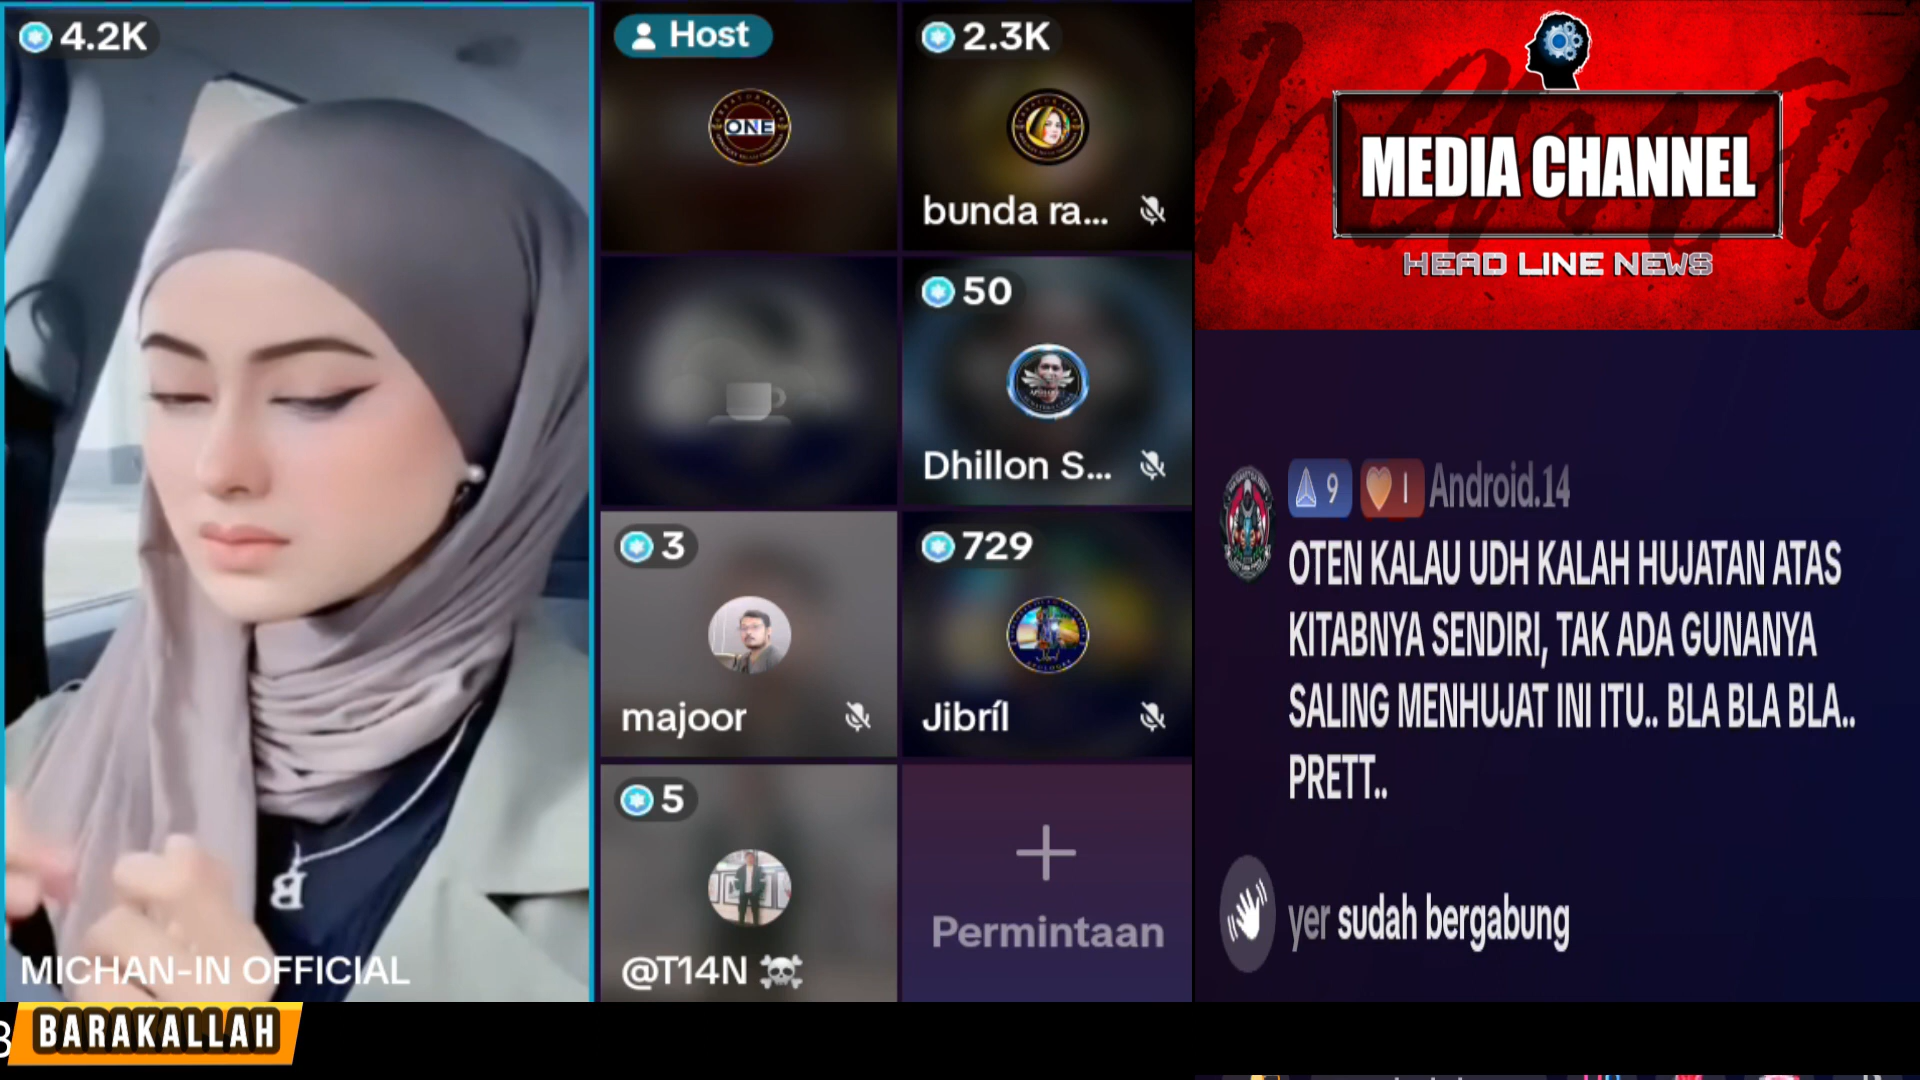 4.2K
MICHAN-IN OFFICIAL
Host
ONE
2.3K
bunda ra...
50
Dhillon S...
3
majoor
729
Jibríl
5
@T14N ☠
Permintaan
MEDIA CHANNEL
HEAD LINE NEWS
9 1 Android.14
OTEN KALAU UDH KALAH HUJATAN ATAS
KITABNYA SENDIRI, TAK ADA GUNANYA
SALING MENHUJAT INI ITU.. BLA BLA BLA..
PRETT..
yer sudah bergabung
BARAKALLAH